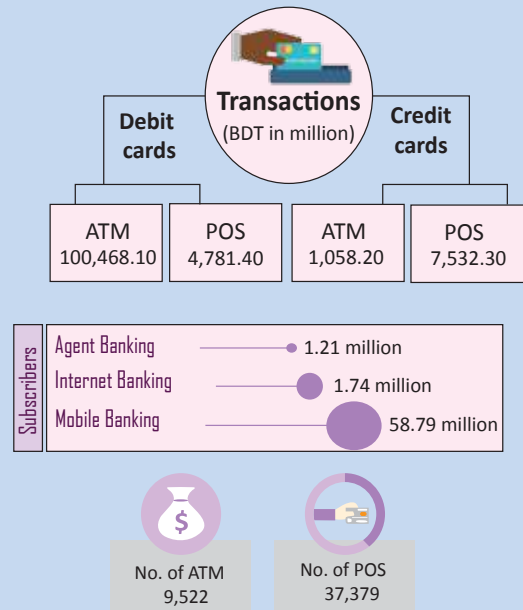 Transactions
(BDT in million)
Debit
cards
Credit
cards
ATM
100,468.10
POS
4,781.40
ATM
1,058.20
POS
7,532.30
Subscribers
Agent Banking
1.21 million
Internet Banking
1.74 million
Mobile Banking
58.79 million
$
No. of ATM
9,522
No. of POS
37,379